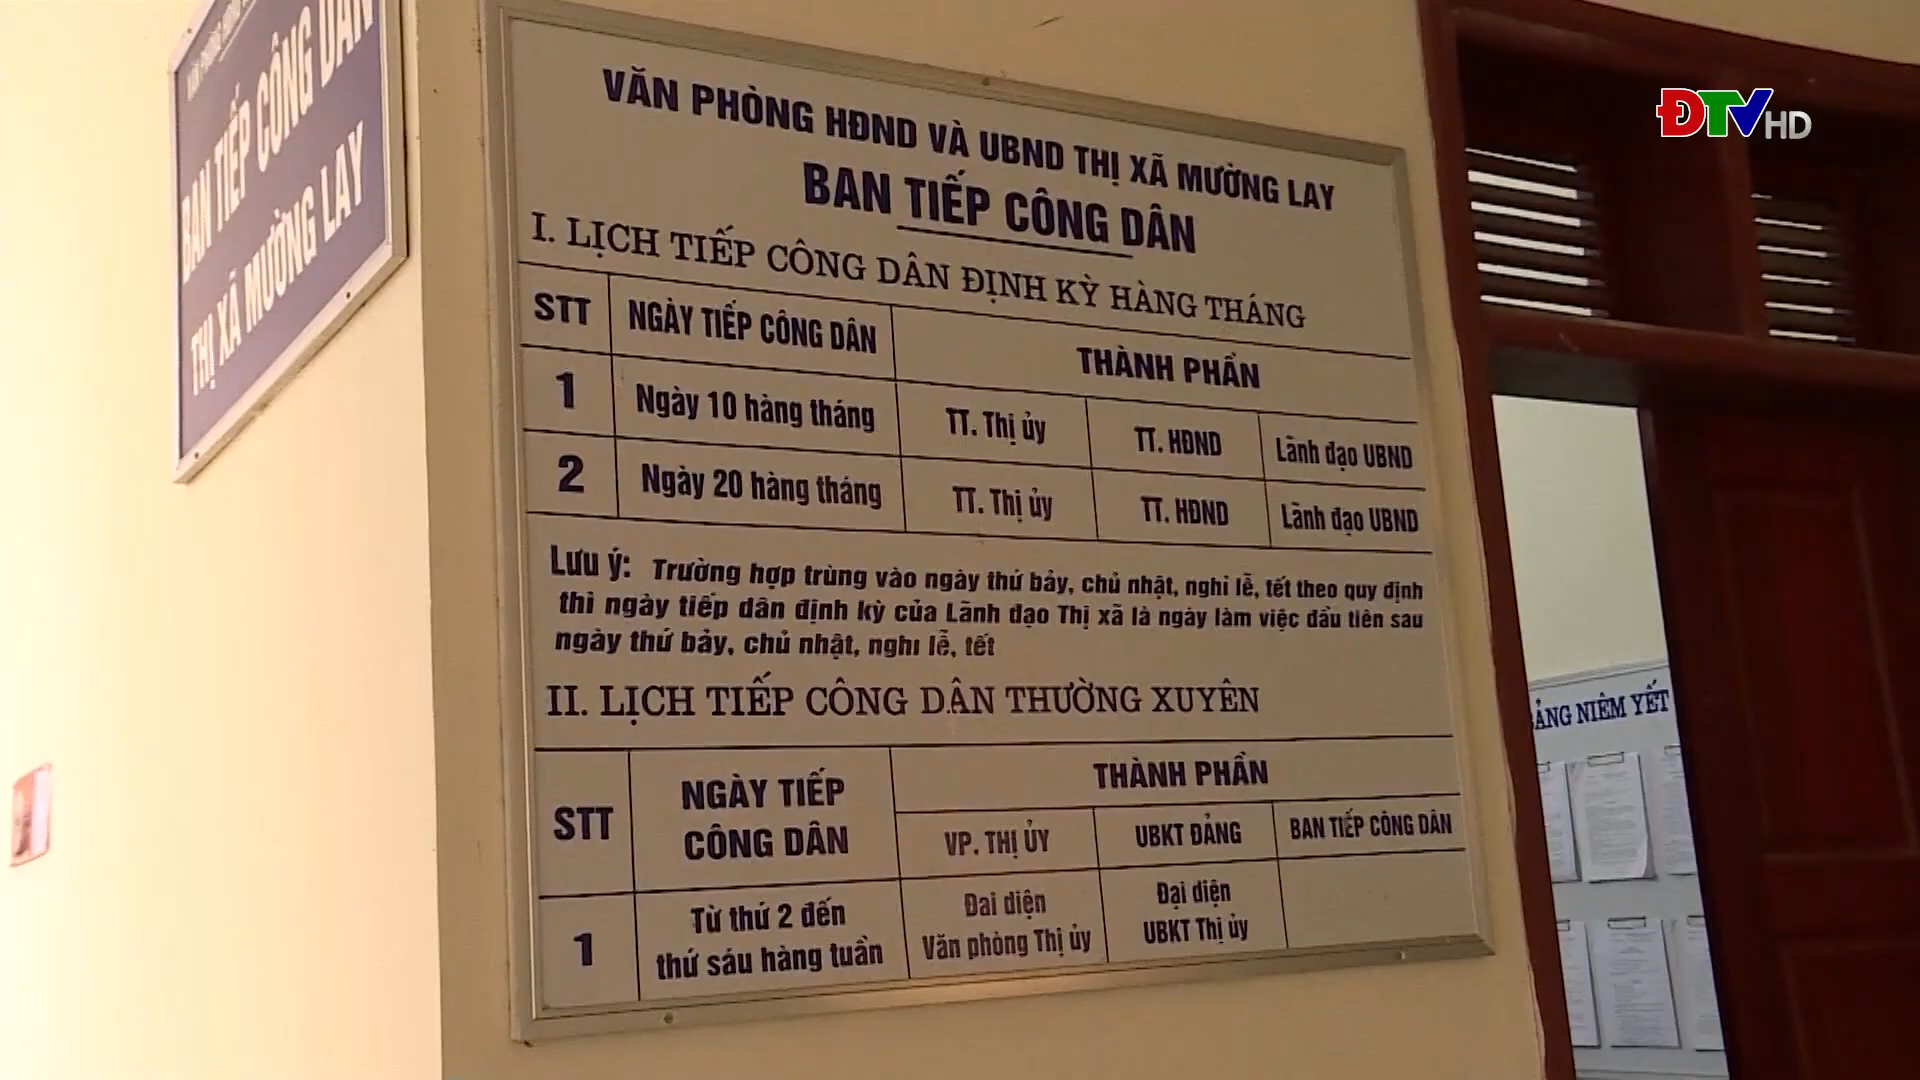 BAN TIẾP CÔNG DÂN
THỊ XÃ MƯỜNG LAY
VĂN PHÒNG HĐND VÀ UBND THỊ XÃ MƯỜNG LAY
BAN TIẾP CÔNG DÂN
I. LỊCH TIẾP CÔNG DÂN ĐỊNH KỲ HÀNG THÁNG
STT NGÀY TIẾP CÔNG DÂN THÀNH PHẦN
1 Ngày 10 hàng tháng TT. Thị ủy TT. HĐND Lãnh đạo UBND
2 Ngày 20 hàng tháng TT. Thị ủy TT. HĐND Lãnh đạo UBND
Lưu ý: Trường hợp trùng vào ngày thứ bảy, chủ nhật, nghỉ lễ, tết theo quy định
thì ngày tiếp dân định kỳ của Lãnh đạo Thị xã là ngày làm việc đầu tiên sau
ngày thứ bảy, chủ nhật, nghỉ lễ, tết
II. LỊCH TIẾP CÔNG DÂN THƯỜNG XUYÊN
STT NGÀY TIẾP CÔNG DÂN THÀNH PHẦN
VP. THỊ ỦY UBKT ĐẢNG BAN TIẾP CÔNG DÂN
1 Từ thứ 2 đến thứ sáu hàng tuần Đai diện Văn phòng Thị ủy Đại diện UBKT Thị ủy
ĐTV HD
NIÊM YẾT